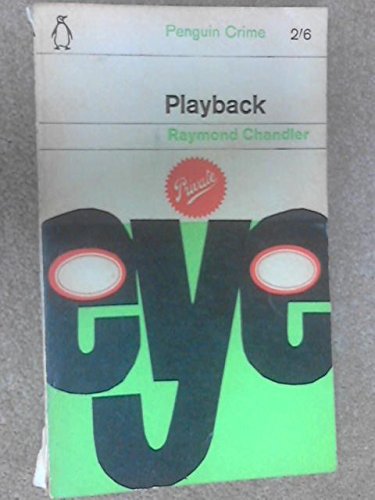 Penguin Crime 2/6
Playback
Raymond Chandler
Private
eye